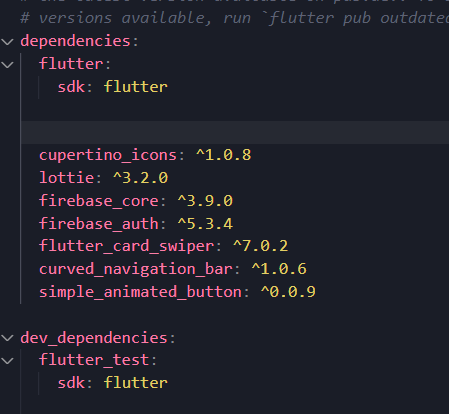 # versions available, run `flutter pub outdated
dependencies:
flutter:
sdk: flutter
cupertino_icons: ^1.0.8
lottie: ^3.2.0
firebase_core: ^3.9.0
firebase_auth: ^5.3.4
flutter_card_swiper: ^7.0.2
curved_navigation_bar: ^1.0.6
simple_animated_button: ^0.0.9
dev_dependencies:
flutter_test:
sdk: flutter